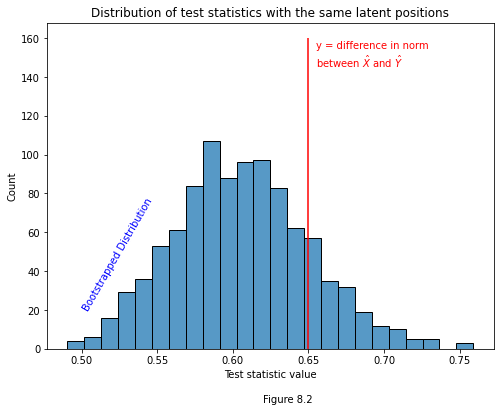 Distribution of test statistics with the same latent positions
160
140
120
100
80
60
40
20
0
Count
y = difference in norm
between X̂ and Ŷ
Bootstrapped Distribution
0.50 0.55 0.60 0.65 0.70 0.75
Test statistic value
Figure 8.2